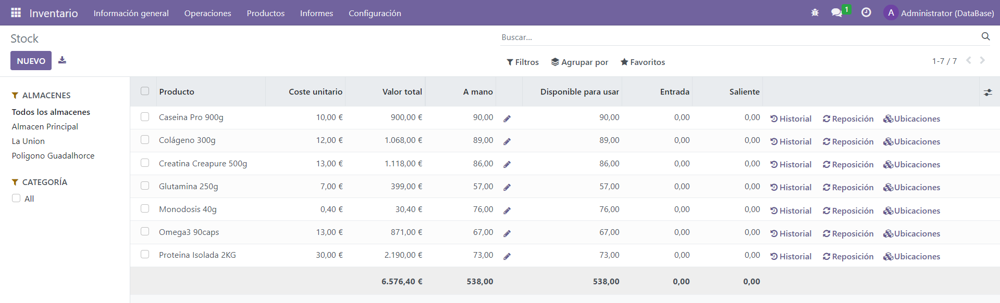 Inventario Información general Operaciones Productos Informes Configuración 1 A Administrator (DataBase)
Stock
Buscar...
NUEVO
Filtros Agrupar por Favoritos
1-7 / 7
ALMACENES
Todos los almacenes
Almacen Principal
La Union
Poligono Guadalhorce
CATEGORÍA
All
Producto Coste unitario Valor total A mano Disponible para usar Entrada Saliente
Caseina Pro 900g 10,00 € 900,00 € 90,00 90,00 0,00 0,00 Historial Reposición Ubicaciones
Colágeno 300g 12,00 € 1.068,00 € 89,00 89,00 0,00 0,00 Historial Reposición Ubicaciones
Creatina Creapure 500g 13,00 € 1.118,00 € 86,00 86,00 0,00 0,00 Historial Reposición Ubicaciones
Glutamina 250g 7,00 € 399,00 € 57,00 57,00 0,00 0,00 Historial Reposición Ubicaciones
Monodosis 40g 0,40 € 30,40 € 76,00 76,00 0,00 0,00 Historial Reposición Ubicaciones
Omega3 90caps 13,00 € 871,00 € 67,00 67,00 0,00 0,00 Historial Reposición Ubicaciones
Proteina Isolada 2KG 30,00 € 2.190,00 € 73,00 73,00 0,00 0,00 Historial Reposición Ubicaciones
6.576,40 € 538,00 538,00 0,00 0,00